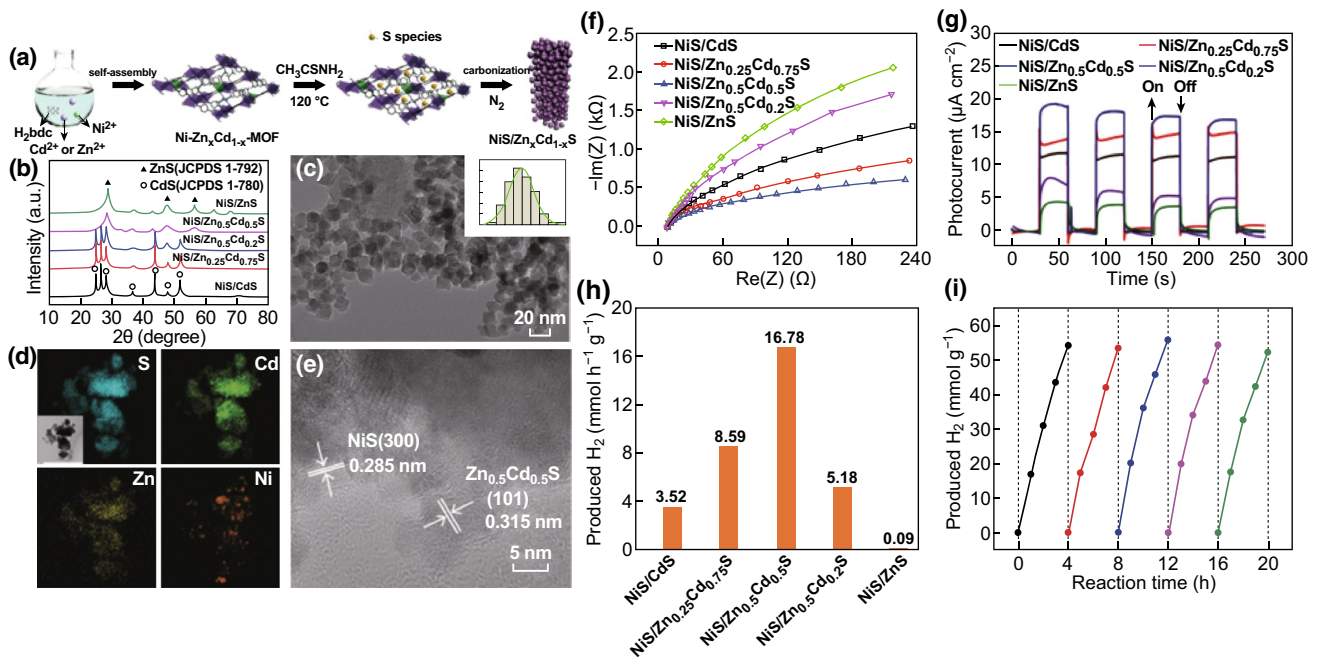 (a)
self-assembly
CH₃CSNH₂
120 °C
S species
carbonization
N₂
H₂bdc
Ni²⁺
Cd²⁺ or Zn²⁺
Ni-ZnₓCd₁₋ₓ-MOF
NiS/ZnₓCd₁₋ₓS
(b)
▲ ZnS(JCPDS 1-792)
○ CdS(JCPDS 1-780)
NiS/ZnS
NiS/Zn₀.₅Cd₀.₅S
NiS/Zn₀.₅Cd₀.₂S
NiS/Zn₀.₂₅Cd₀.₇₅S
NiS/CdS
Intensity (a.u.)
10 20 30 40 50 60 70 80
2θ (degree)
(c)
20 nm
(d)
S
Cd
Zn
Ni
(e)
NiS(300)
0.285 nm
Zn₀.₅Cd₀.₅S
(101)
0.315 nm
5 nm
(f)
NiS/CdS
NiS/Zn₀.₂₅Cd₀.₇₅S
NiS/Zn₀.₅Cd₀.₅S
NiS/Zn₀.₅Cd₀.₂S
NiS/ZnS
−Im(Z) (kΩ)
2.5
2.0
1.5
1.0
0.5
0.0
0 40 80 120 160 200 240
Re(Z) (Ω)
(g)
NiS/CdS
NiS/Zn₀.₂₅Cd₀.₇₅S
NiS/Zn₀.₅Cd₀.₅S
NiS/Zn₀.₅Cd₀.₂S
NiS/ZnS
On
Off
Photocurrent (μA cm⁻²)
30
25
20
15
10
5
0
0 50 100 150 200 250 300
Time (s)
(h)
Produced H₂ (mmol h⁻¹ g⁻¹)
20
16
12
8
4
0
3.52
8.59
16.78
5.18
0.09
NiS/CdS
NiS/Zn₀.₂₅Cd₀.₇₅S
NiS/Zn₀.₅Cd₀.₅S
NiS/Zn₀.₅Cd₀.₂S
NiS/ZnS
(i)
Produced H₂ (mmol g⁻¹)
60
50
40
30
20
10
0
0 4 8 12 16 20
Reaction time (h)